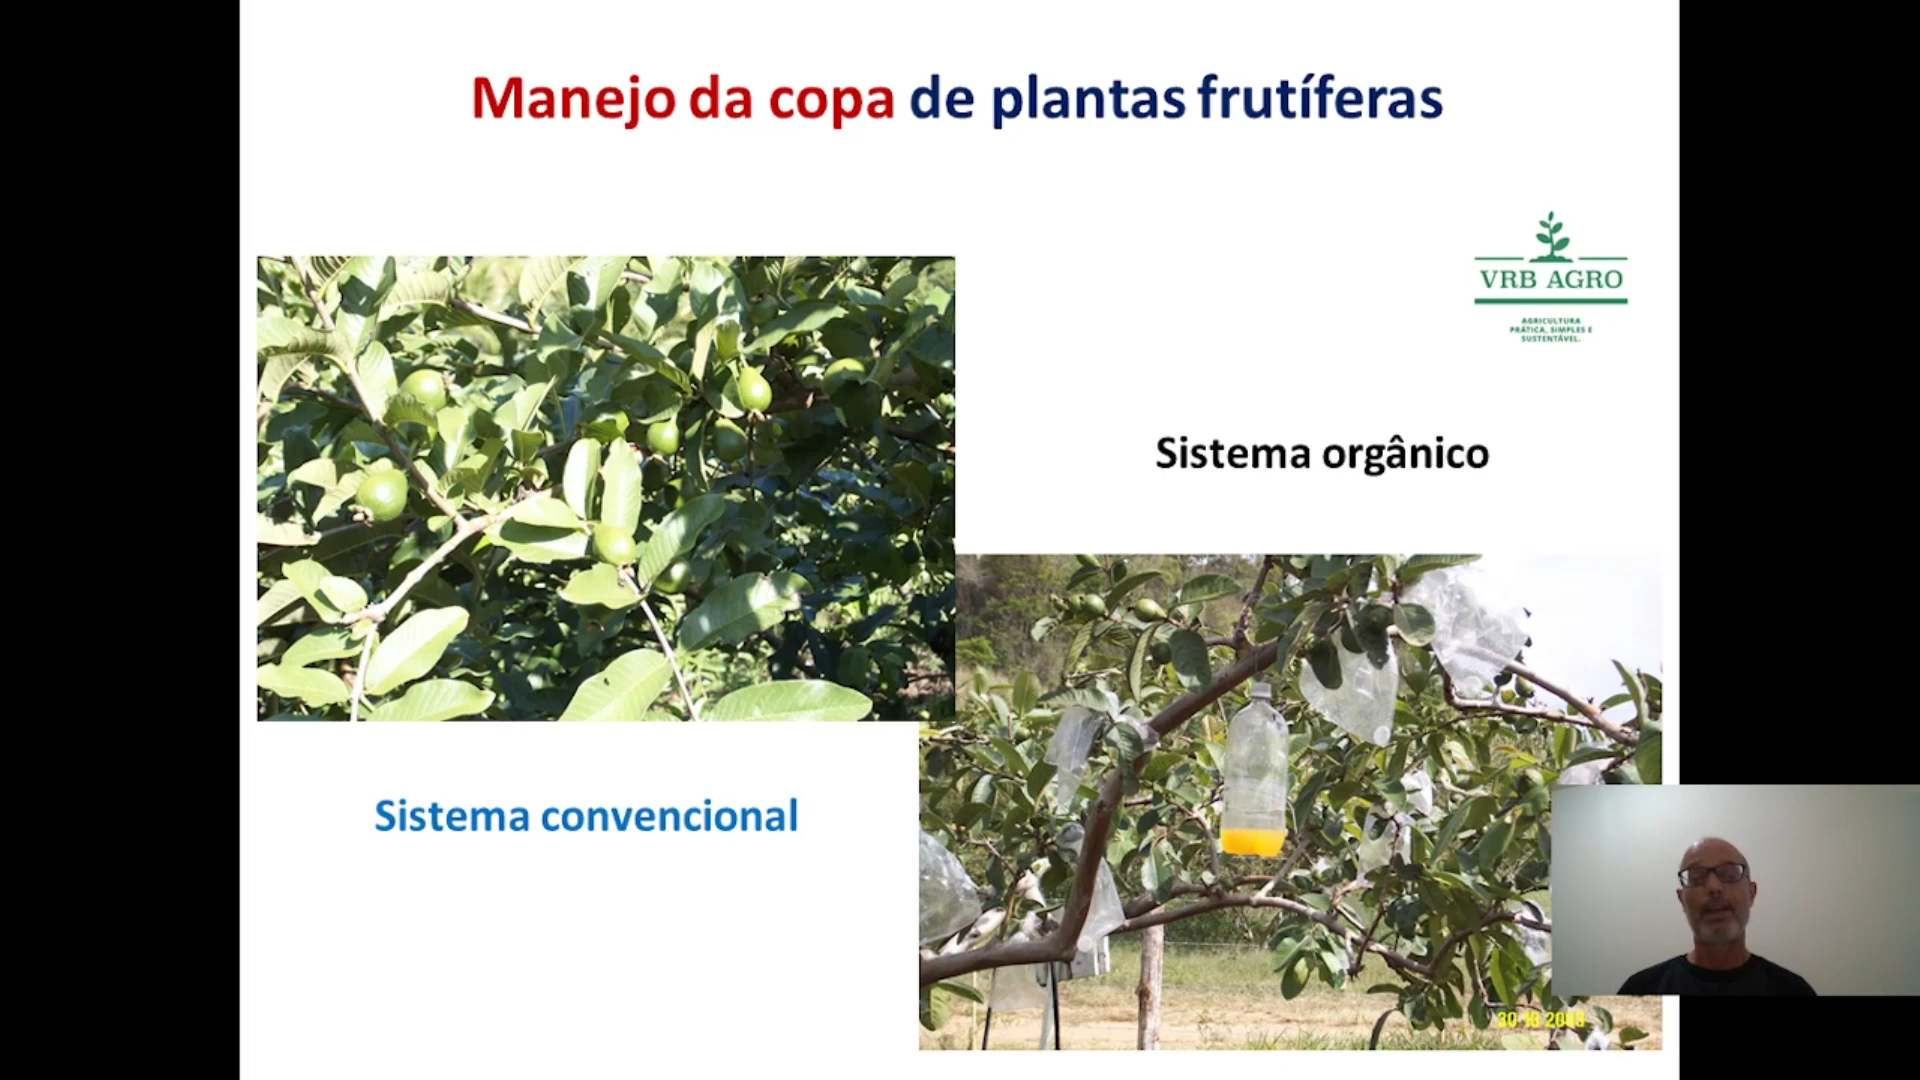 Manejo da copa de plantas frutíferas
VRB AGRO
AGRICULTURA
PRÁTICA, SIMPLES E
SUSTENTÁVEL.
Sistema orgânico
Sistema convencional